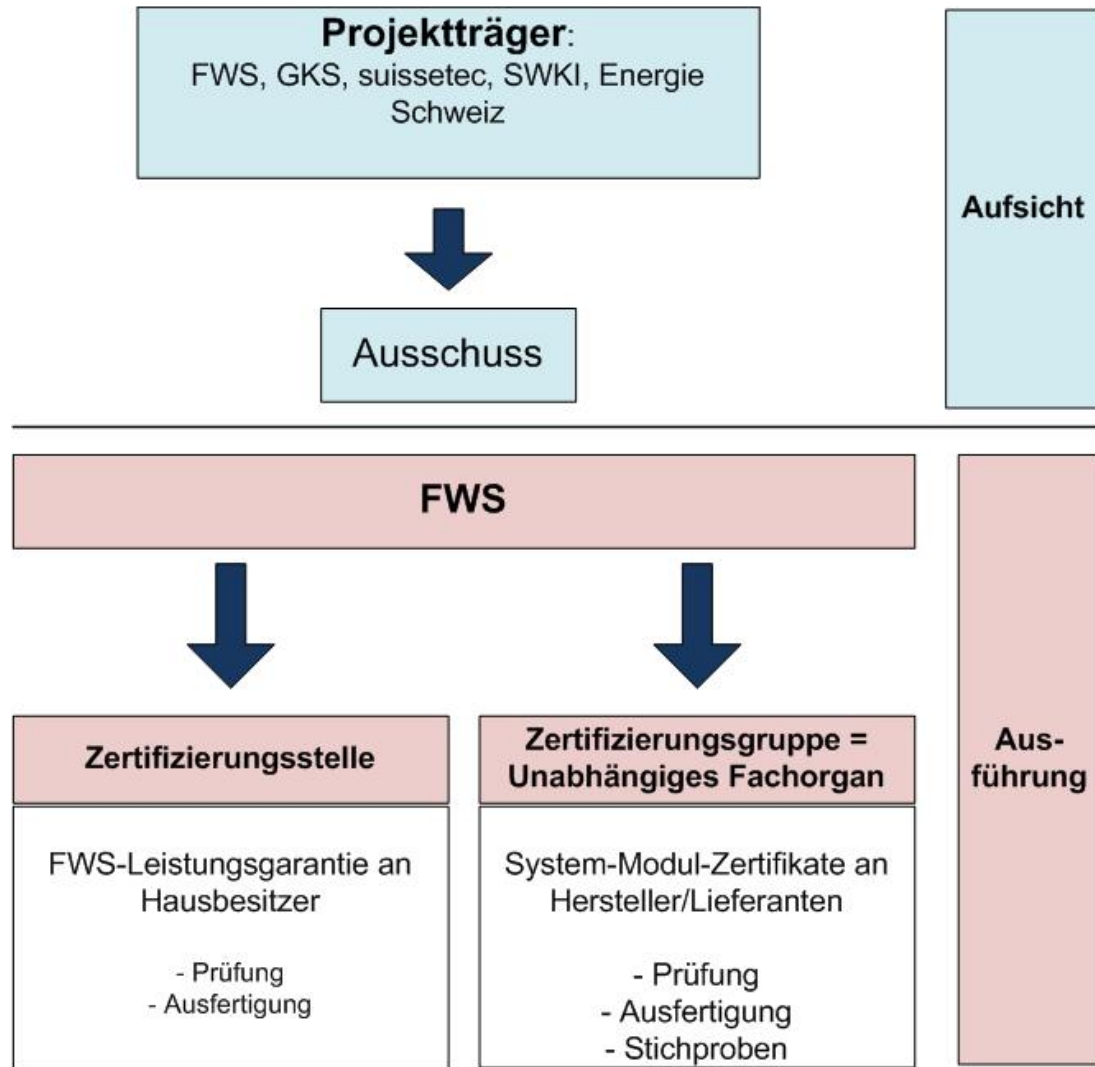 Projektträger:
FWS, GKS, suissetec, SWKI, Energie
Schweiz
Aufsicht
Ausschuss
FWS
Zertifizierungsstelle
FWS-Leistungsgarantie an
Hausbesitzer
- Prüfung
- Ausfertigung
Zertifizierungsgruppe =
Unabhängiges Fachorgan
System-Modul-Zertifikate an
Hersteller/Lieferanten
- Prüfung
- Ausfertigung
- Stichproben
Aus-
führung